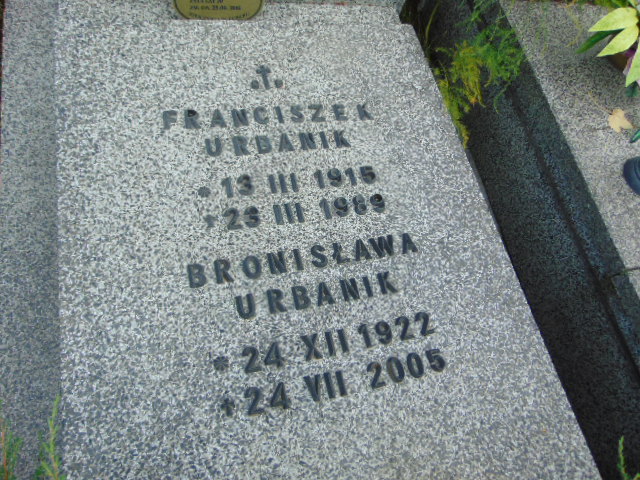 FRANCISZEK
URBANIK
* 13 III 1915
+ 23 III 1989
BRONISŁAWA
URBANIK
* 24 XII 1922
+ 24 VII 2005